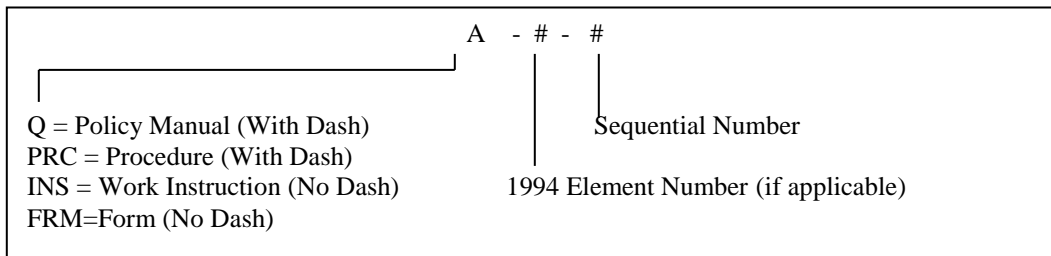 A - # - #
Q = Policy Manual (With Dash) Sequential Number
PRC = Procedure (With Dash)
INS = Work Instruction (No Dash) 1994 Element Number (if applicable)
FRM=Form (No Dash)